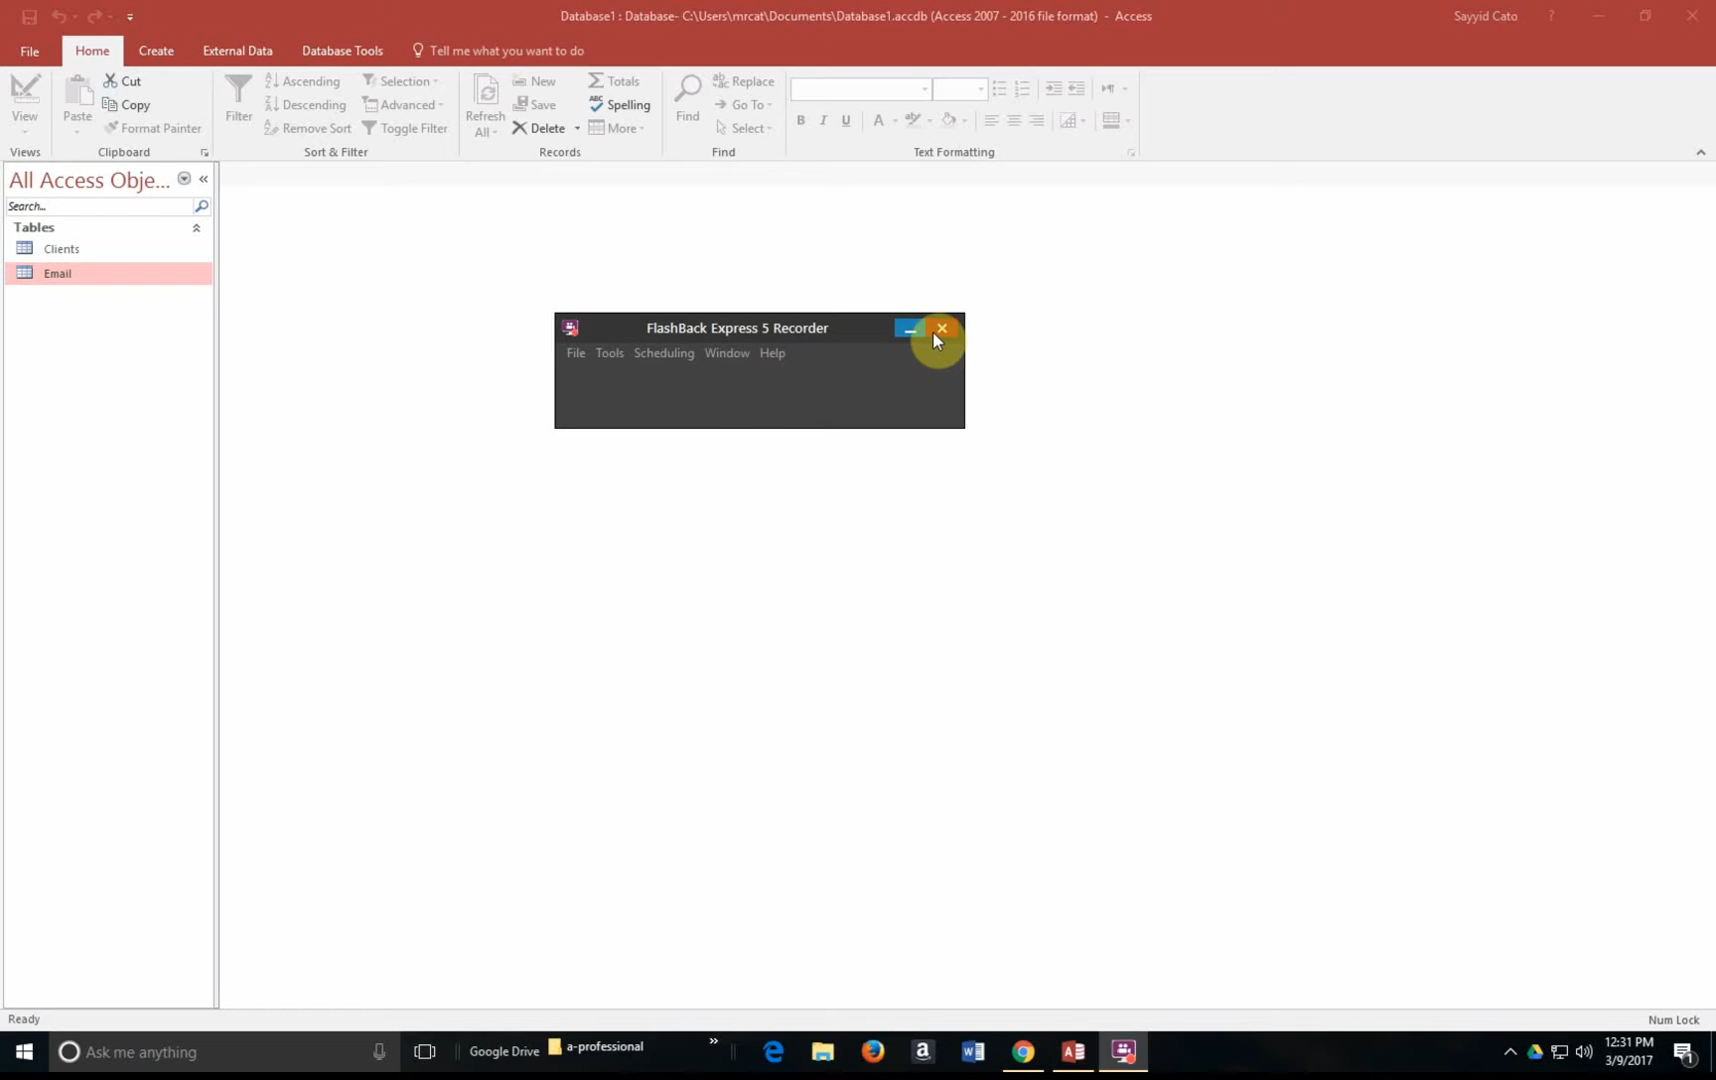 Database1 : Database- C:\Users\mrcat\Documents\Database1.accdb (Access 2007 - 2016 file format) - Access
Sayyid Cato
?
File Home Create External Data Database Tools Tell me what you want to do
View
Paste
Cut
Copy
Format Painter
Filter
Ascending
Descending
Remove Sort
Selection
Advanced
Toggle Filter
Refresh
All
New
Save
Delete
Totals
Spelling
More
Find
Replace
Go To
Select
B I U A
Views Clipboard Sort & Filter Records Find Text Formatting
All Access Obje...
Search...
Tables
Clients
Email
FlashBack Express 5 Recorder
File Tools Scheduling Window Help
Ready
Num Lock
Ask me anything
Google Drive
a-professional
12:31 PM
3/9/2017
1